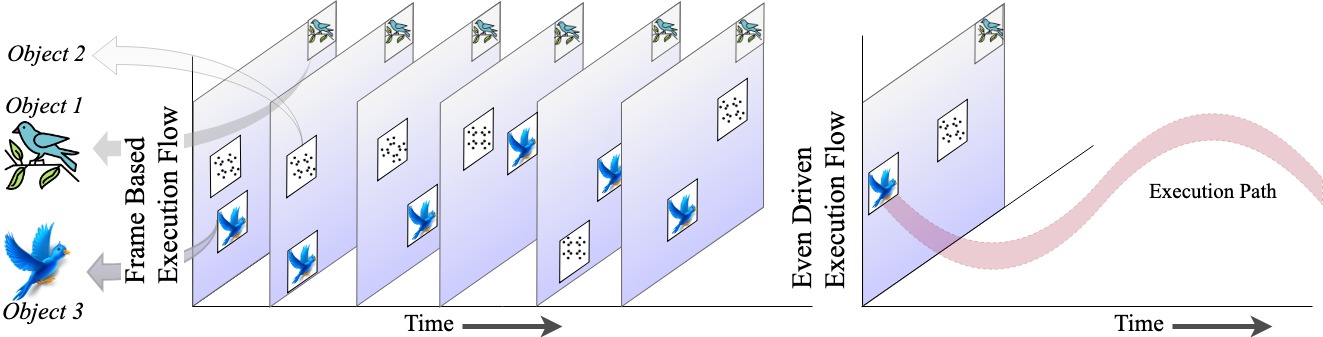 Object 2
Object 1
Object 3
Frame Based
Execution Flow
Time
Even Driven
Execution Flow
Execution Path
Time